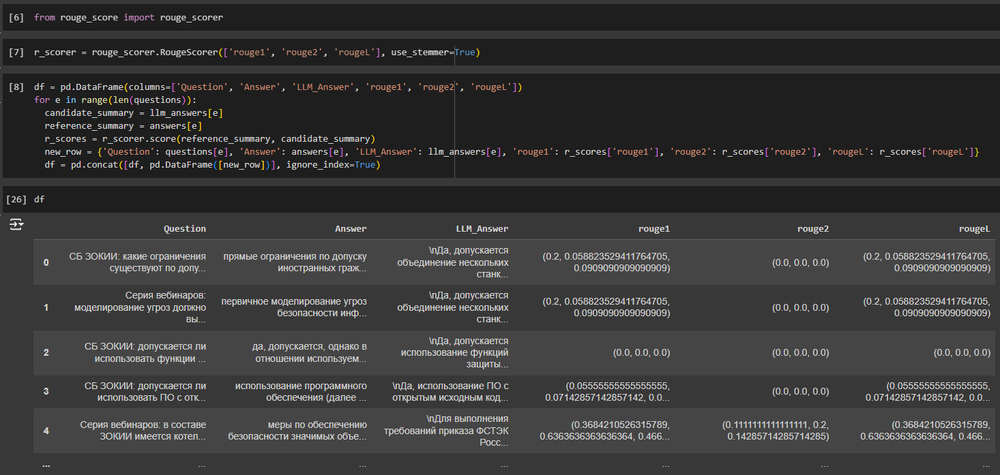 [6] from rouge_score import rouge_scorer
[7] r_scorer = rouge_scorer.RougeScorer(['rouge1', 'rouge2', 'rougeL'], use_stemmer=True)
[8] df = pd.DataFrame(columns=['Question', 'Answer', 'LLM_Answer', 'rouge1', 'rouge2', 'rougeL'])
for e in range(len(questions)):
candidate_summary = llm_answers[e]
reference_summary = answers[e]
r_scores = r_scorer.score(reference_summary, candidate_summary)
new_row = {'Question': questions[e], 'Answer': answers[e], 'LLM_Answer': llm_answers[e], 'rouge1': r_scores['rouge1'], 'rouge2': r_scores['rouge2'], 'rougeL': r_scores['rougeL']}
df = pd.concat([df, pd.DataFrame([new_row])], ignore_index=True)
[26] df
Question Answer LLM_Answer rouge1 rouge2 rougeL
0
СБ ЗОКИИ: какие ограничения
существуют по допу...
прямые ограничения по допуску
иностранных граж...
\nДа, допускается
объединение нескольких
станк...
(0.2, 0.058823529411764705,
0.0909090909090909)
(0.0, 0.0, 0.0)
(0.2, 0.058823529411764705,
0.0909090909090909)
1
Серия вебинаров:
моделирование угроз должно
вы...
первичное моделирование угроз
безопасности инф...
\nДа, допускается
объединение нескольких
станк...
(0.2, 0.058823529411764705,
0.0909090909090909)
(0.0, 0.0, 0.0)
(0.2, 0.058823529411764705,
0.0909090909090909)
2
СБ ЗОКИИ: допускается ли
использовать функции ...
да, допускается, однако в
отношении используем...
\nДа, допускается
использование функций
защиты...
(0.0, 0.0, 0.0)
(0.0, 0.0, 0.0)
(0.0, 0.0, 0.0)
3
СБ ЗОКИИ: допускается ли
использовать ПО с отк...
использование программного
обеспечения (далее ...
\nДа, использование ПО с
открытым исходным код...
(0.05555555555555555,
0.07142857142857142, 0.0...
(0.0, 0.0, 0.0)
(0.05555555555555555,
0.07142857142857142, 0.0...
4
Серия вебинаров: в составе
ЗОКИИ имеется котел...
меры по обеспечению
безопасности значимых объе...
\nДля выполнения
требований приказа ФСТЭК
Росс...
(0.3684210526315789,
0.6363636363636364, 0.466...
(0.1111111111111111, 0.2,
0.14285714285714285)
(0.3684210526315789,
0.6363636363636364, 0.466...
... ... ... ... ... ... ...